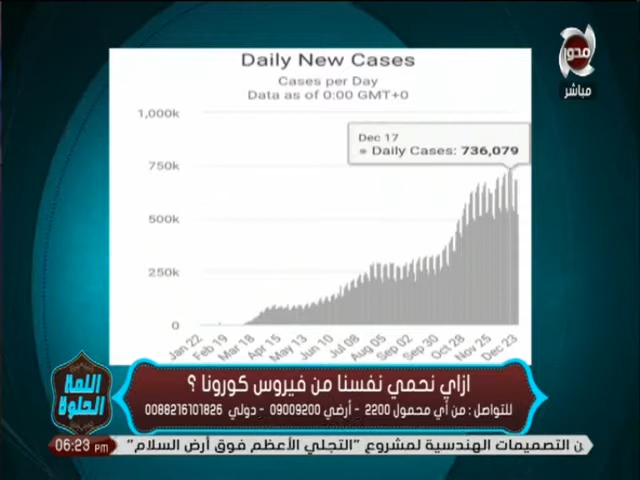 Daily New Cases
Cases per Day
Data as of 0:00 GMT+0
1,000k
Dec 17
Daily Cases: 736,079
750k
500k
250k
0
Jan 22
Feb 19
Mar 18
Apr 15
May 13
Jun 10
Jul 08
Aug 05
Sep 02
Sep 30
Oct 28
Nov 25
Dec 23
مباشر
اللمة
الحلوة
ازاي نحمي نفسنا من فيروس كورونا ؟
للتواصل : من أي محمول 2200 - أرضي 09009200 - دولي 0088216101826
06:23 PM
ن التصميمات الهندسية لمشروع "التجلي الأعظم فوق أرض السلام"